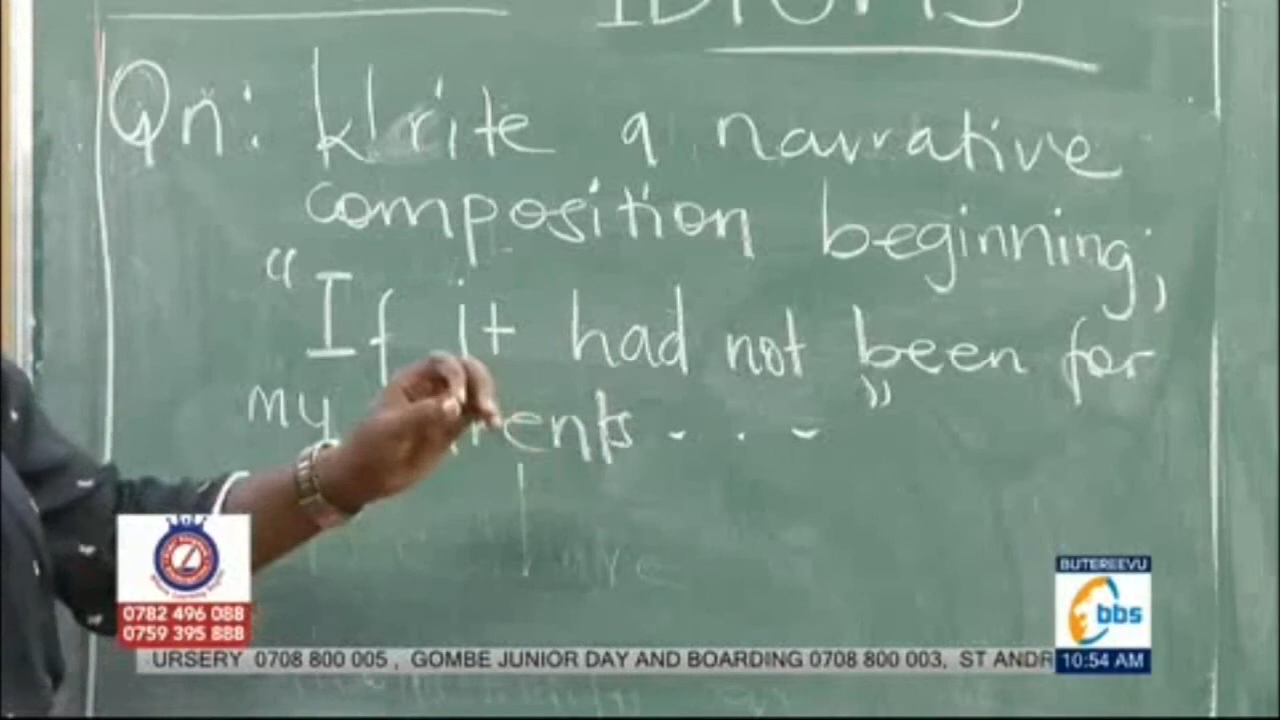 IDIOMS
Qn: Write a narrative
composition beginning,
"If it had not been for
my parents . . . "
0782 496 088
0759 395 888
BUTEREEVU
bbs
10:54 AM
URSERY 0708 800 005 , GOMBE JUNIOR DAY AND BOARDING 0708 800 003, ST ANDR